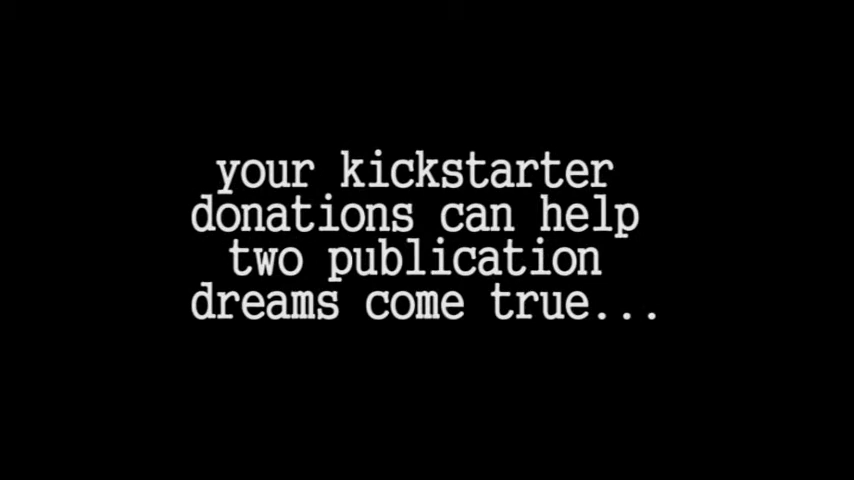 your kickstarter
donations can help
two publication
dreams come true...